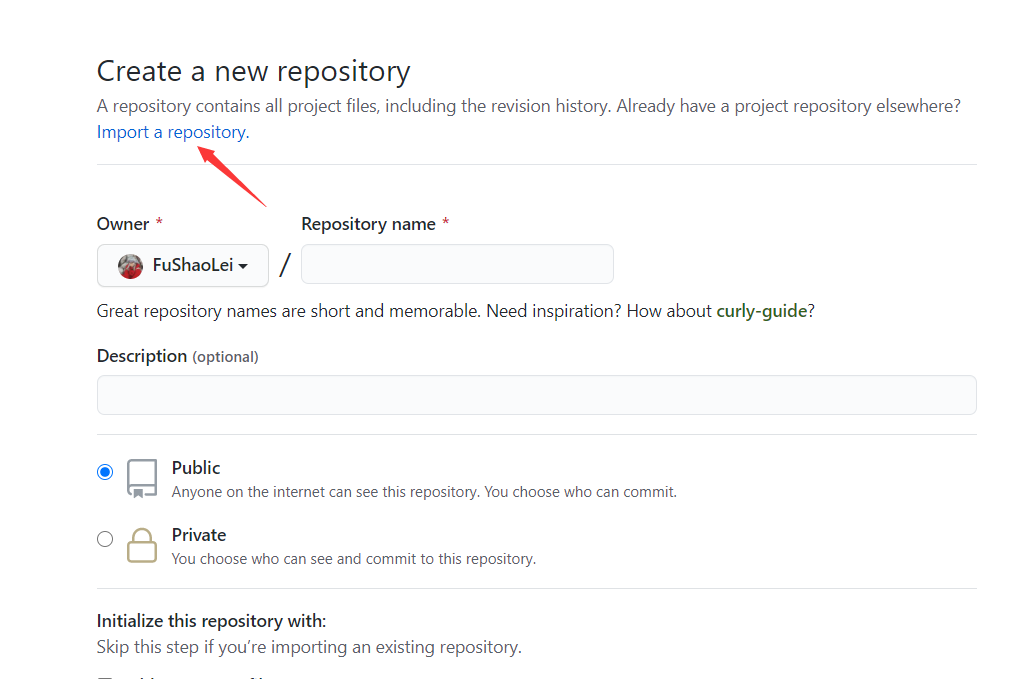 Create a new repository
A repository contains all project files, including the revision history. Already have a project repository elsewhere?
Import a repository.
Owner * Repository name *
FuShaoLei /
Great repository names are short and memorable. Need inspiration? How about curly-guide?
Description (optional)
Public
Anyone on the internet can see this repository. You choose who can commit.
Private
You choose who can see and commit to this repository.
Initialize this repository with:
Skip this step if you’re importing an existing repository.